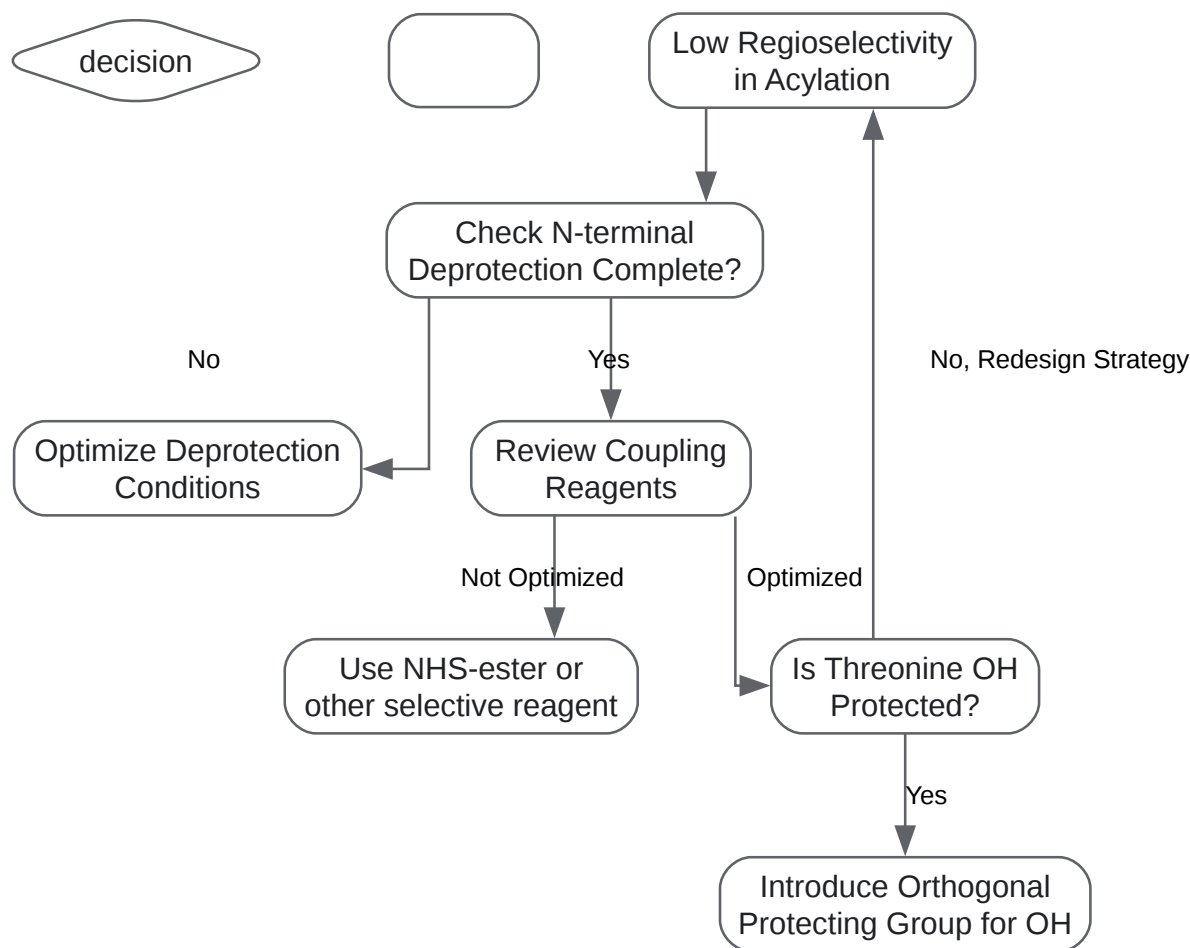 decision
Low Regioselectivity
in Acylation
Check N-terminal
Deprotection Complete?
No
Yes
No, Redesign Strategy
Optimize Deprotection
Conditions
Review Coupling
Reagents
Not Optimized
Optimized
Use NHS-ester or
other selective reagent
Is Threonine OH
Protected?
Yes
Introduce Orthogonal
Protecting Group for OH